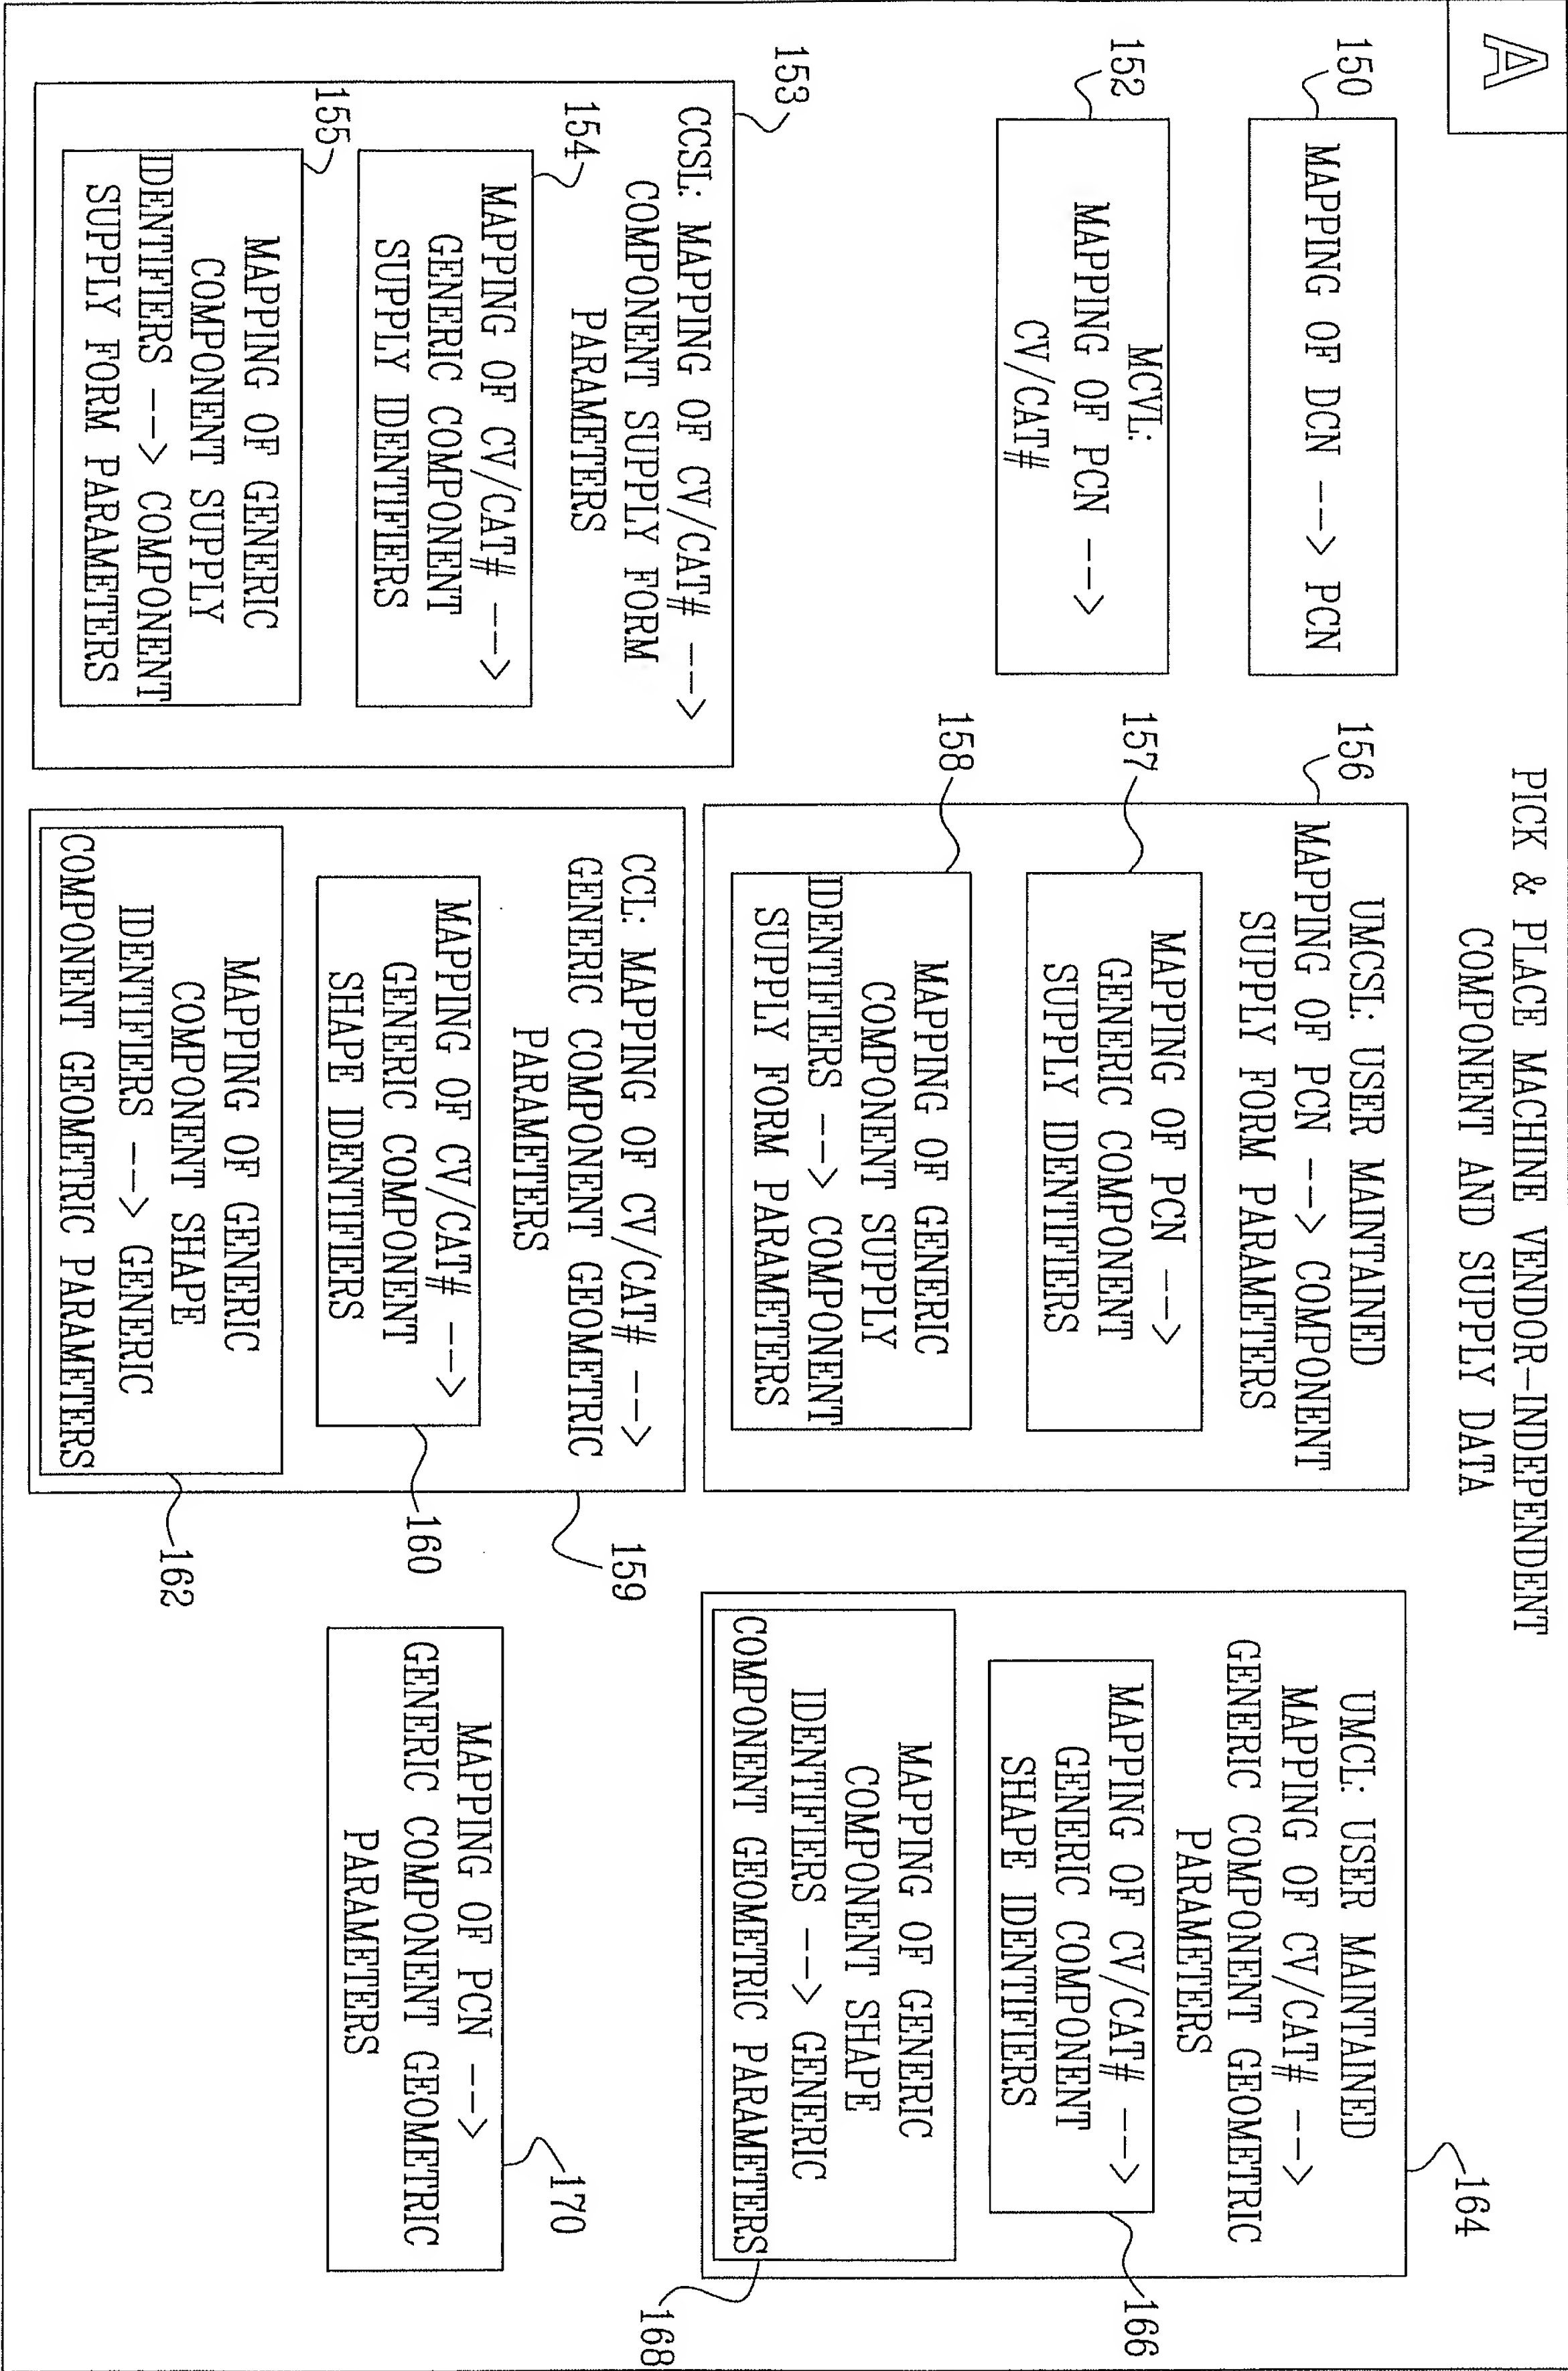 A
PICK & PLACE MACHINE VENDOR-INDEPENDENT
COMPONENT AND SUPPLY DATA
150
MAPPING OF DCN --> PCN
152
MCVL:
MAPPING OF PCN -->
CV/CAT#
153
CCSL: MAPPING OF CV/CAT# -->
COMPONENT SUPPLY FORM
PARAMETERS
154
MAPPING OF CV/CAT# -->
GENERIC COMPONENT
SUPPLY IDENTIFIERS
155
MAPPING OF GENERIC
COMPONENT SUPPLY
IDENTIFIERS --> COMPONENT
SUPPLY FORM PARAMETERS
156
UMCSL: USER MAINTAINED
MAPPING OF PCN --> COMPONENT
SUPPLY FORM PARAMETERS
157
MAPPING OF PCN -->
GENERIC COMPONENT
SUPPLY IDENTIFIERS
158
MAPPING OF GENERIC
COMPONENT SUPPLY
IDENTIFIERS --> COMPONENT
SUPPLY FORM PARAMETERS
CCL: MAPPING OF CV/CAT# -->
GENERIC COMPONENT GEOMETRIC
PARAMETERS
159
MAPPING OF CV/CAT# -->
GENERIC COMPONENT
SHAPE IDENTIFIERS
160
MAPPING OF GENERIC
COMPONENT SHAPE
IDENTIFIERS --> GENERIC
COMPONENT GEOMETRIC PARAMETERS
162
164
UMCL: USER MAINTAINED
MAPPING OF CV/CAT# -->
GENERIC COMPONENT GEOMETRIC
PARAMETERS
MAPPING OF CV/CAT# -->
GENERIC COMPONENT
SHAPE IDENTIFIERS
166
MAPPING OF GENERIC
COMPONENT SHAPE
IDENTIFIERS --> GENERIC
COMPONENT GEOMETRIC PARAMETERS
168
MAPPING OF PCN -->
GENERIC COMPONENT GEOMETRIC
PARAMETERS
170